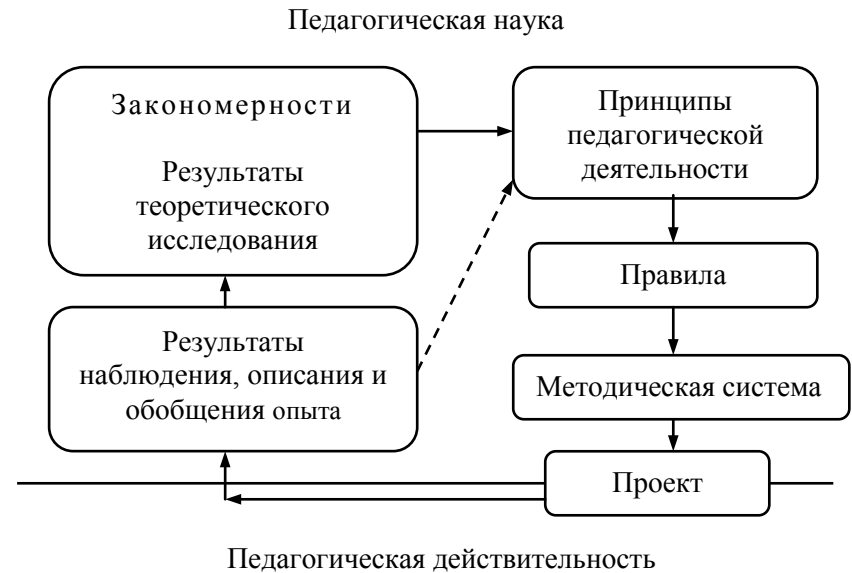 Педагогическая наука
Закономерности
Результаты
теоретического
исследования
Принципы
педагогической
деятельности
Правила
Результаты
наблюдения, описания и
обобщения опыта
Методическая система
Проект
Педагогическая действительность